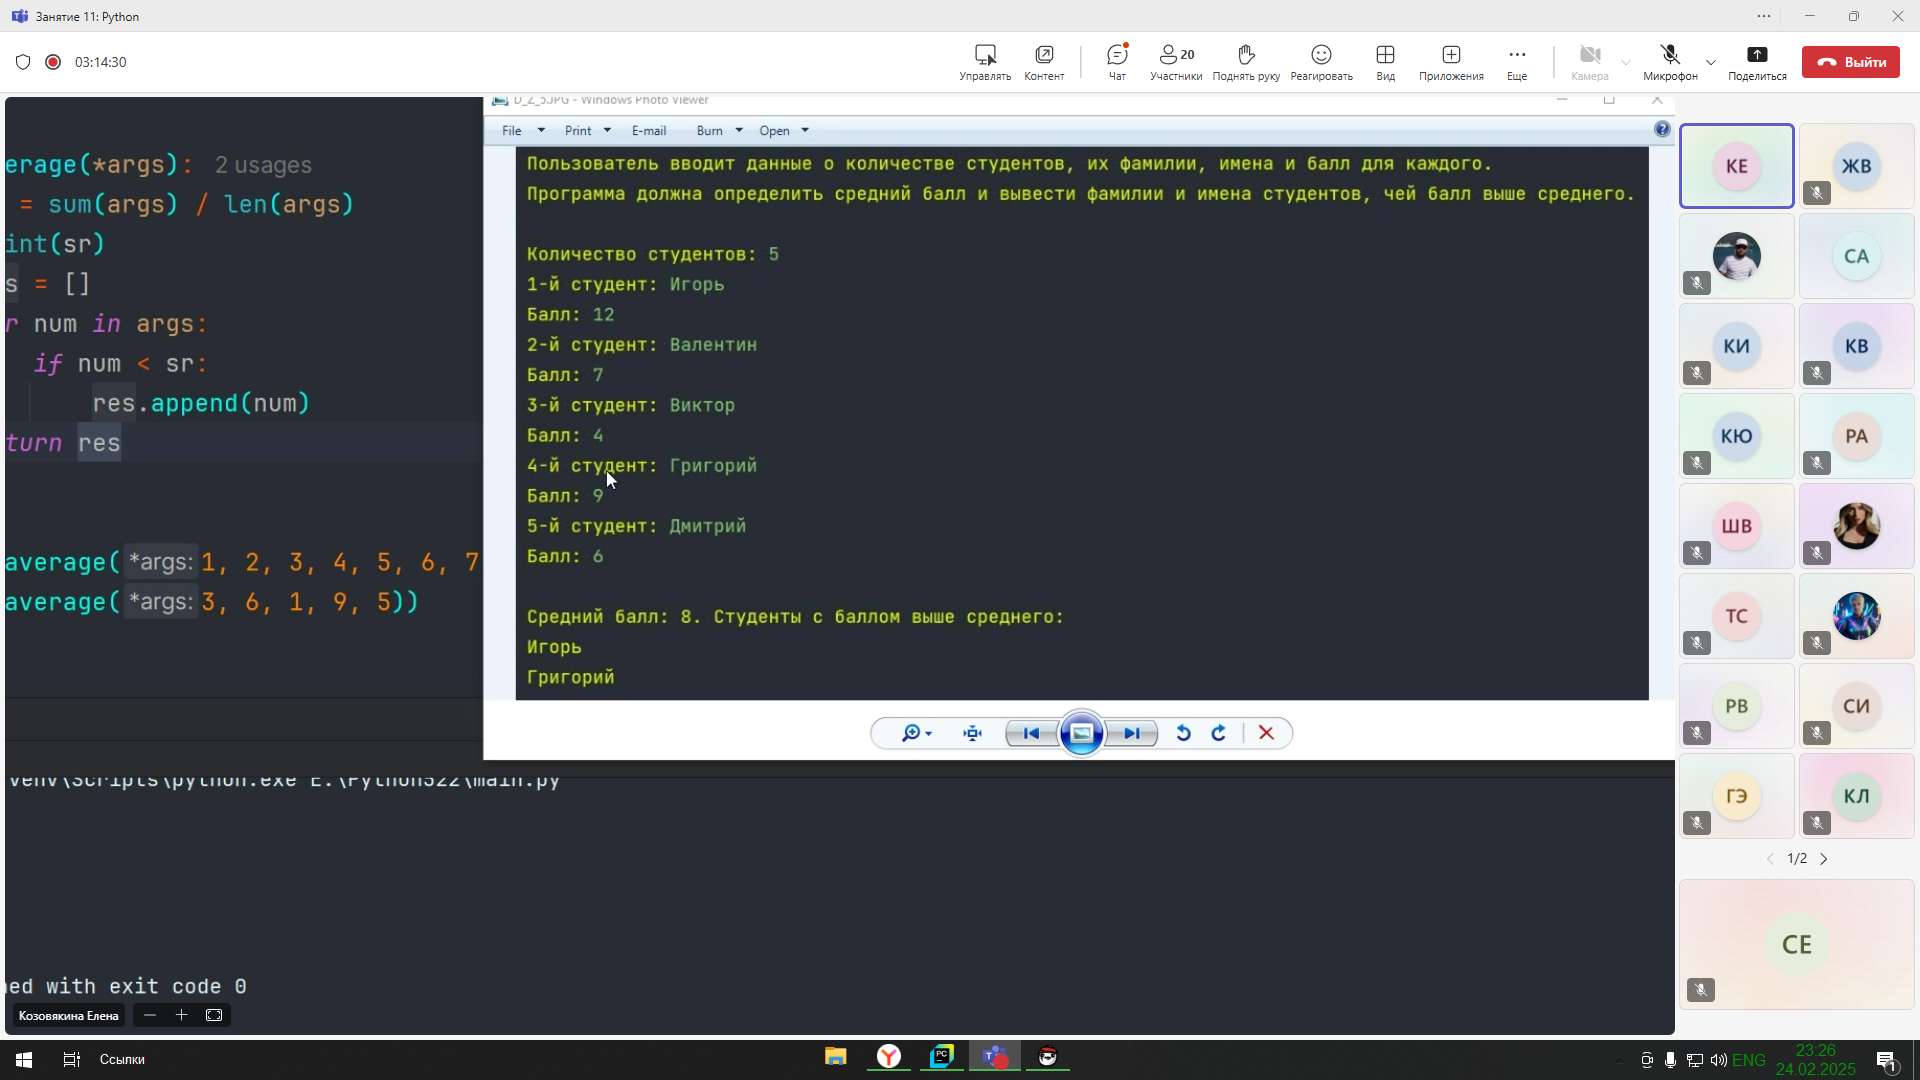 Занятие 11: Python
03:14:30
Управлять
Контент
Чат
20
Участники
Поднять руку
Реагировать
Вид
Приложения
Еще
Камера
Микрофон
Поделиться
Выйти
erage(*args): 2 usages
= sum(args) / len(args)
int(sr)
s = []
r num in args:
if num < sr:
res.append(num)
turn res
average( *args: 1, 2, 3, 4, 5, 6, 7
average( *args: 3, 6, 1, 9, 5))
D_Z_5.JPG - Windows Photo Viewer
File Print E-mail Burn Open
Пользователь вводит данные о количестве студентов, их фамилии, имена и балл для каждого.
Программа должна определить средний балл и вывести фамилии и имена студентов, чей балл выше среднего.
Количество студентов: 5
1-й студент: Игорь
Балл: 12
2-й студент: Валентин
Балл: 7
3-й студент: Виктор
Балл: 4
4-й студент: Григорий
Балл: 9
5-й студент: Дмитрий
Балл: 6
Средний балл: 8. Студенты с баллом выше среднего:
Игорь
Григорий
venv\Scripts\python.exe E:\Python522\main.py
ed with exit code 0
Козовякина Елена
КЕ
ЖВ
СА
КИ
КВ
КЮ
РА
ШВ
ТС
РВ
СИ
ГЭ
КЛ
1/2
СЕ
Ссылки
ENG
23:26
24.02.2025
1